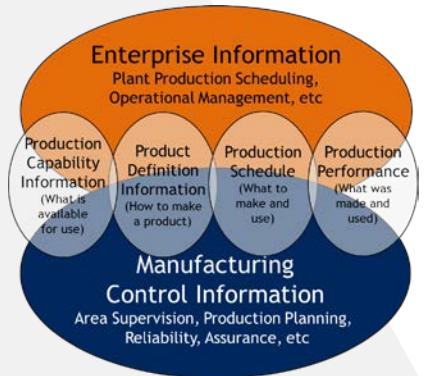 Enterprise Information
Plant Production Scheduling,
Operational Management, etc
Production
Capability
Information
(What is
available
for use)
Product
Definition
Information
(How to make
a product)
Production
Schedule
(What to
make and
use)
Production
Performance
(What was
made and
used)
Manufacturing
Control Information
Area Supervision, Production Planning,
Reliability, Assurance, etc